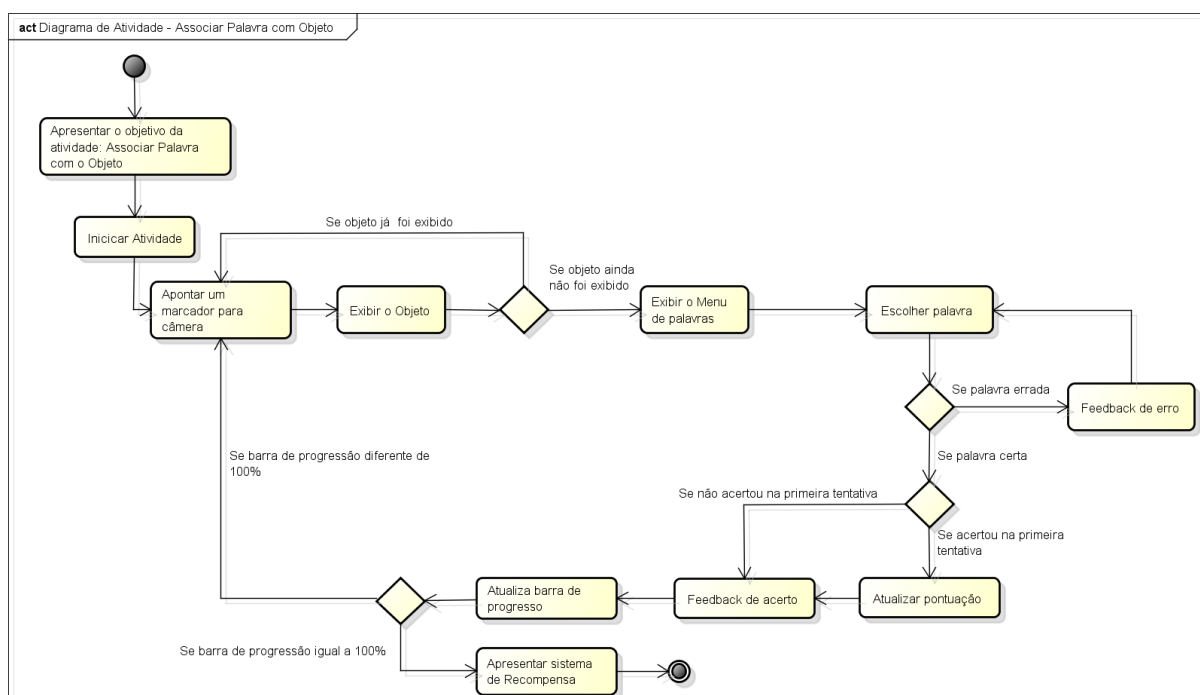 act Diagrama de Atividade - Associar Palavra com Objeto
Apresentar o objetivo da
atividade: Associar Palavra
com o Objeto
Inicicar Atividade
Se objeto já foi exibido
Apontar um
marcador para
câmera
Exibir o Objeto
Se objeto ainda
não foi exibido
Exibir o Menu
de palavras
Escolher palavra
Se palavra errada
Feedback de erro
Se palavra certa
Se não acertou na primeira tentativa
Se acertou na primeira
tentativa
Atualizar pontuação
Feedback de acerto
Atualiza barra de
progresso
Se barra de progressão diferente de
100%
Se barra de progressão igual a 100%
Apresentar sistema
de Recompensa